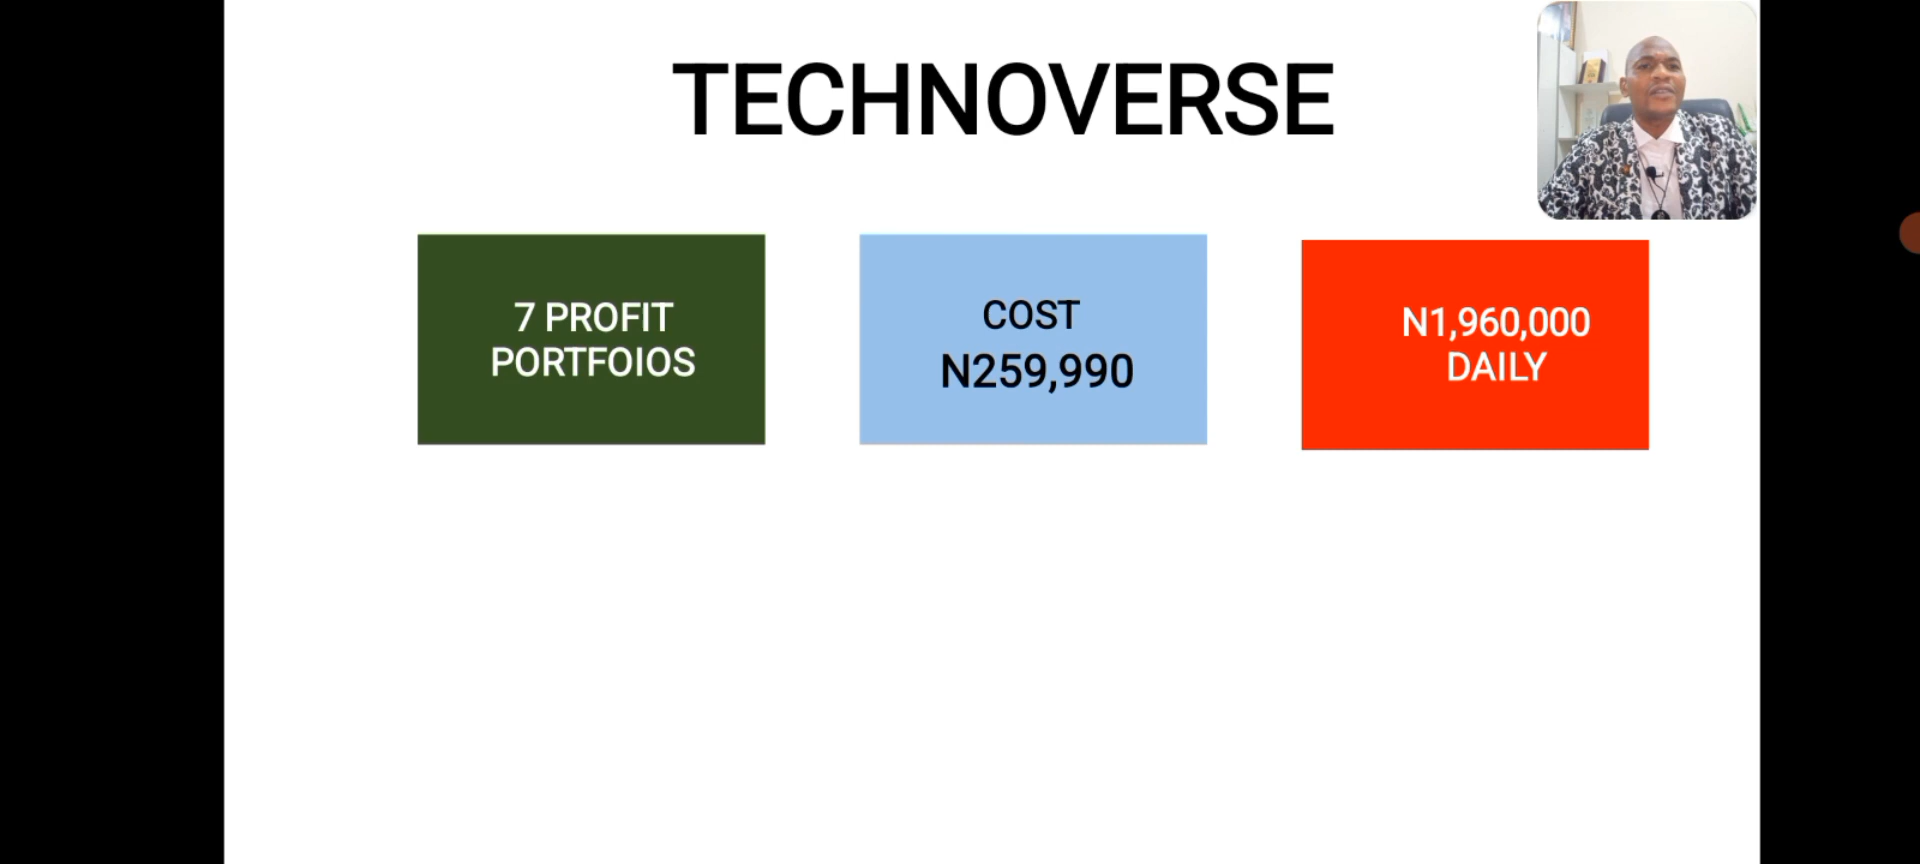 TECHNOVERSE
7 PROFIT
PORTFOIOS
COST
N259,990
N1,960,000
DAILY